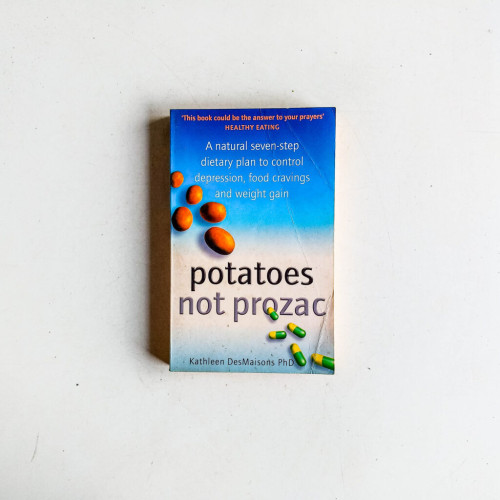 'This book could be the answer to your prayers'
HEALTHY EATING
A natural seven-step
dietary plan to control
depression, food cravings
and weight gain
potatoes
not prozac
Kathleen DesMaisons PhD